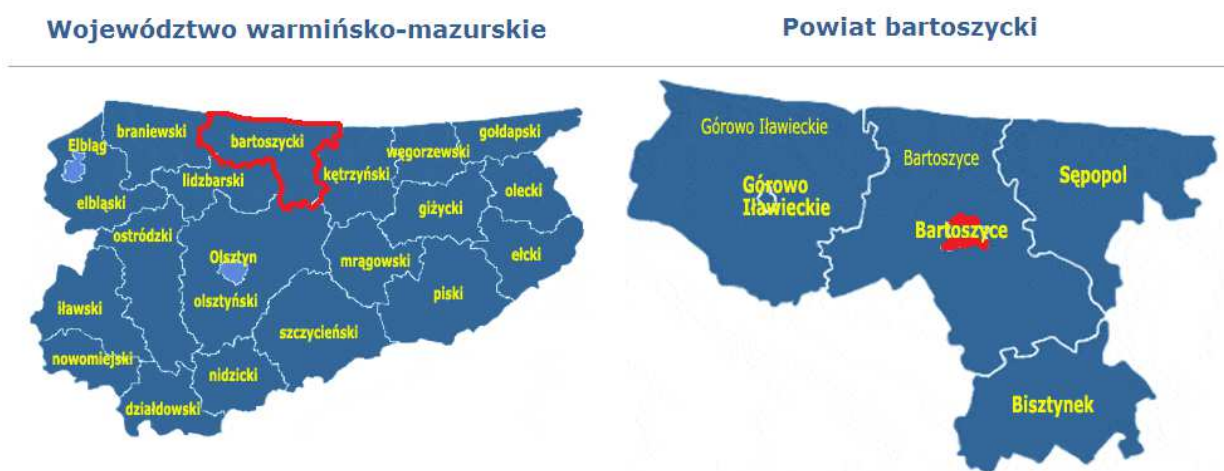 Województwo warmińsko-mazurskie
Powiat bartoszycki
braniewski
bartoszycki
gołdapski
Elbląg
węgorzewski
lidzbarski
kętrzyński
olecki
elbląski
giżycki
ostródzki
Olsztyn
mrągowski
ełcki
iławski
olsztyński
piski
szczycieński
nowomiejski
nidzicki
działdowski
Górowo Iławieckie
Bartoszyce
Sępopol
Górowo
Iławieckie
Bartoszyce
Bisztynek